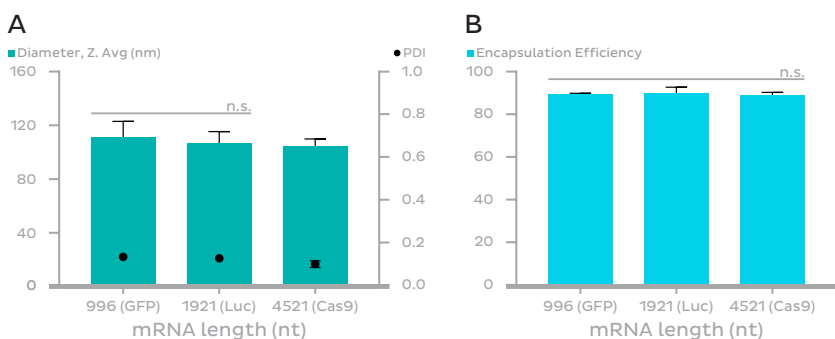 A
Diameter, Z. Avg (nm)
PDI
160
120
80
40
0
1.0
0.8
0.6
0.4
0.2
0.0
n.s.
996 (GFP) 1921 (Luc) 4521 (Cas9)
mRNA length (nt)
B
Encapsulation Efficiency
100
80
60
40
20
0
n.s.
996 (GFP) 1921 (Luc) 4521 (Cas9)
mRNA length (nt)